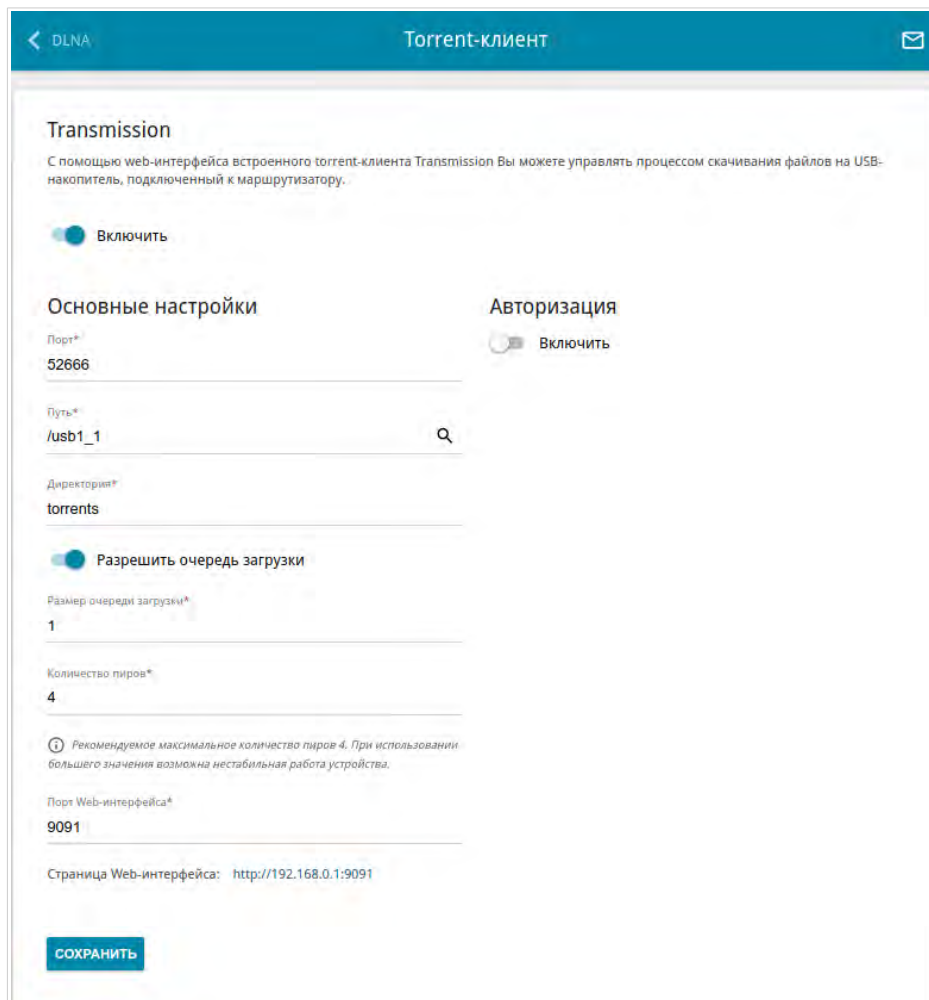 DLNA
Torrent-клиент
Transmission
С помощью web-интерфейса встроенного torrent-клиента Transmission Вы можете управлять процессом скачивания файлов на USB-
накопитель, подключенный к маршрутизатору.
Включить
Основные настройки
Порт*
52666
Путь*
/usb1_1
Директория*
torrents
Разрешить очередь загрузки
Размер очереди загрузки*
1
Количество пиров*
4
Рекомендуемое максимальное количество пиров 4. При использовании
большего значения возможна нестабильная работа устройства.
Порт Web-интерфейса*
9091
Страница Web-интерфейса: http://192.168.0.1:9091
СОХРАНИТЬ
Авторизация
Включить